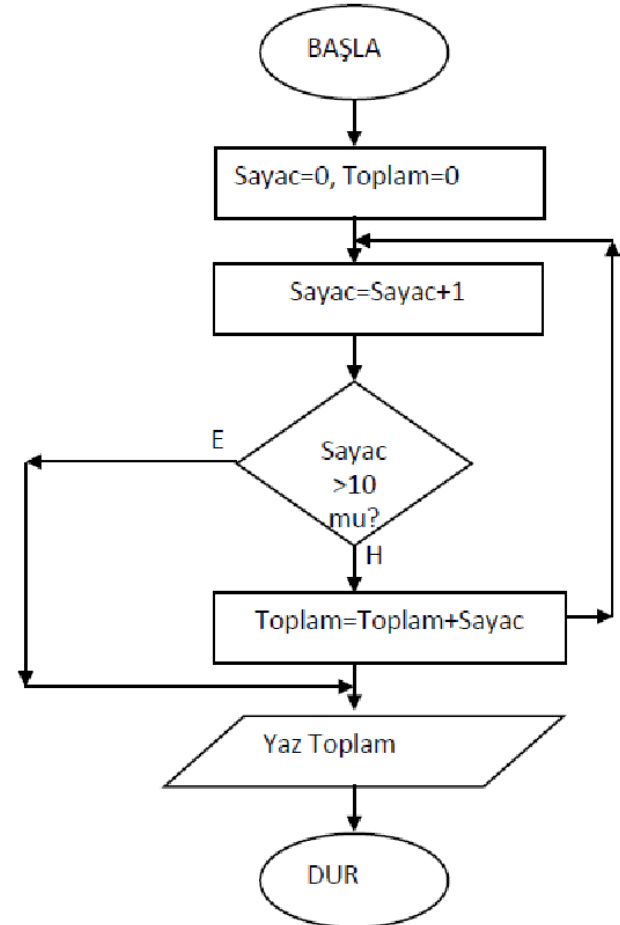 BAŞLA
Sayac=0, Toplam=0
Sayac=Sayac+1
E
Sayac
>10
mu?
H
Toplam=Toplam+Sayac
Yaz Toplam
DUR